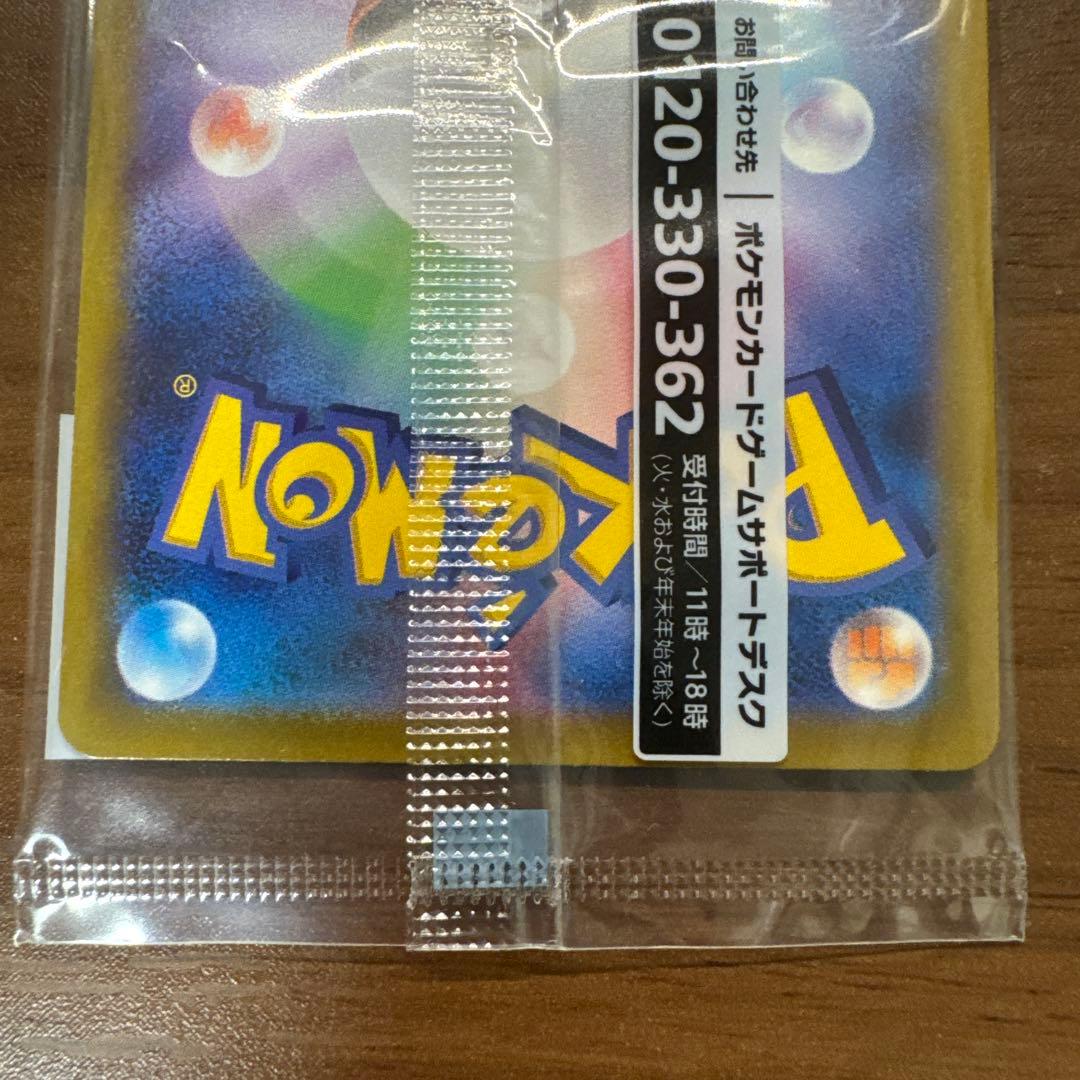 お問い合わせ先 | ポケモンカードゲームサポートデスク
0120-330-362 受付時間／11時～18時
(火・水および年末年始を除く)
POKÉMON
®